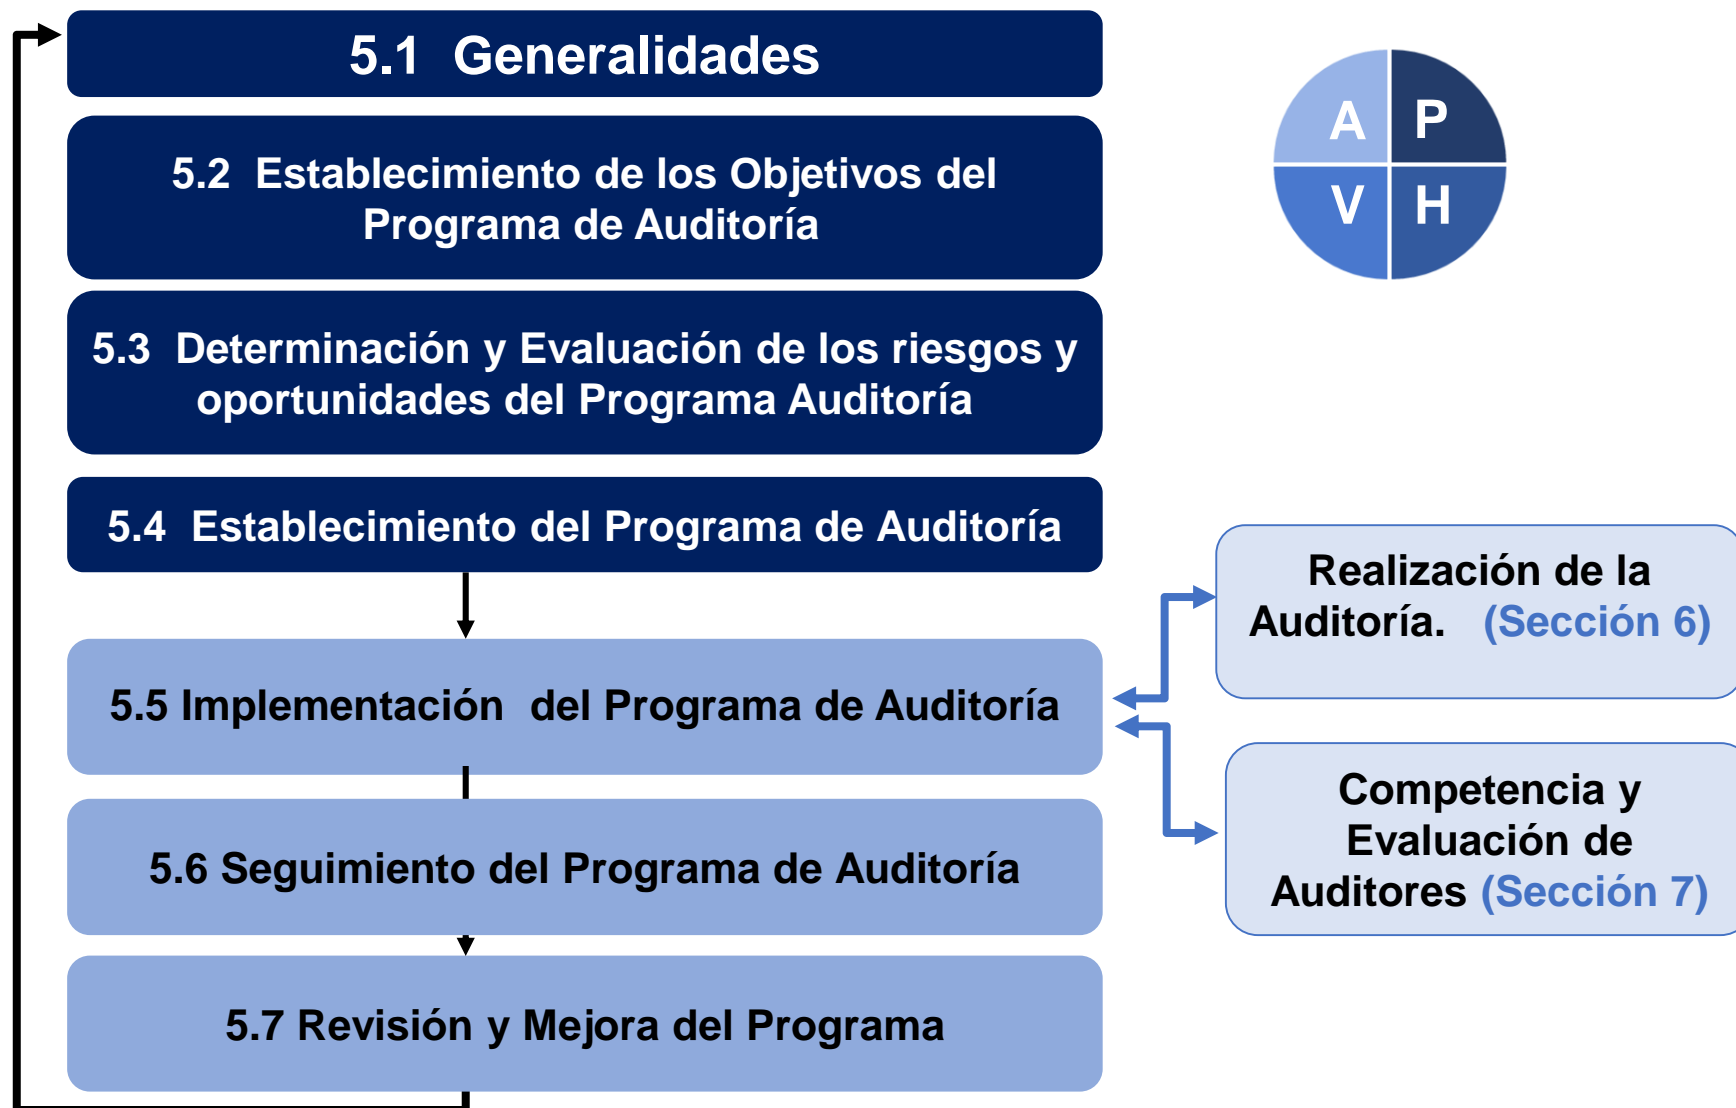 5.1 Generalidades
A P
V H
5.2 Establecimiento de los Objetivos del
Programa de Auditoría
5.3 Determinación y Evaluación de los riesgos y
oportunidades del Programa Auditoría
5.4 Establecimiento del Programa de Auditoría
Realización de la
Auditoría. (Sección 6)
5.5 Implementación del Programa de Auditoría
Competencia y
Evaluación de
Auditores (Sección 7)
5.6 Seguimiento del Programa de Auditoría
5.7 Revisión y Mejora del Programa